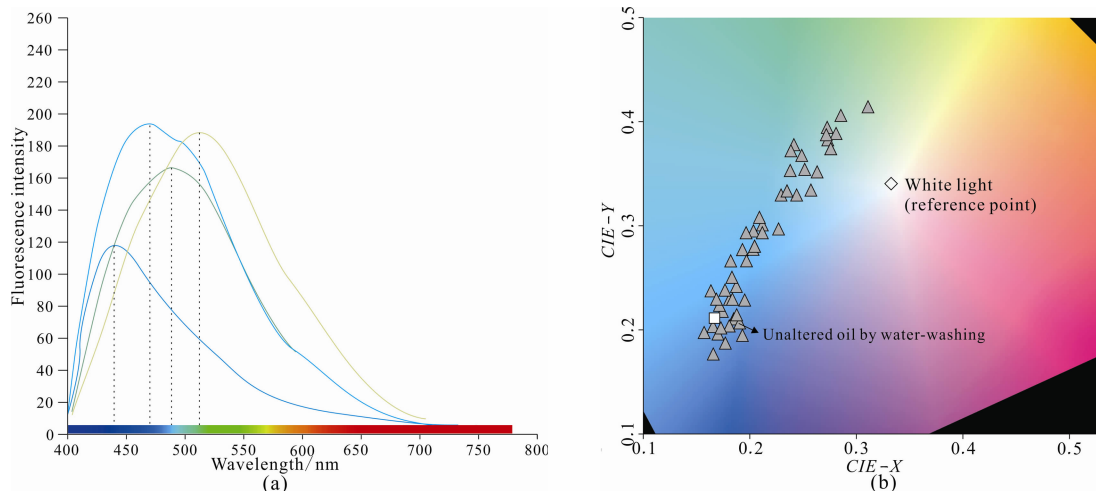 260
240
220
200
180
160
140
120
100
80
60
40
20
0
Fluorescence intensity
400 450 500 550 600 650 700 750 800
Wavelength/nm
(a)
0.5
0.4
0.3
0.2
0.1
CIE-Y
White light
(reference point)
Unaltered oil by water-washing
0.1 0.2 0.3 0.4 0.5
CIE-X
(b)